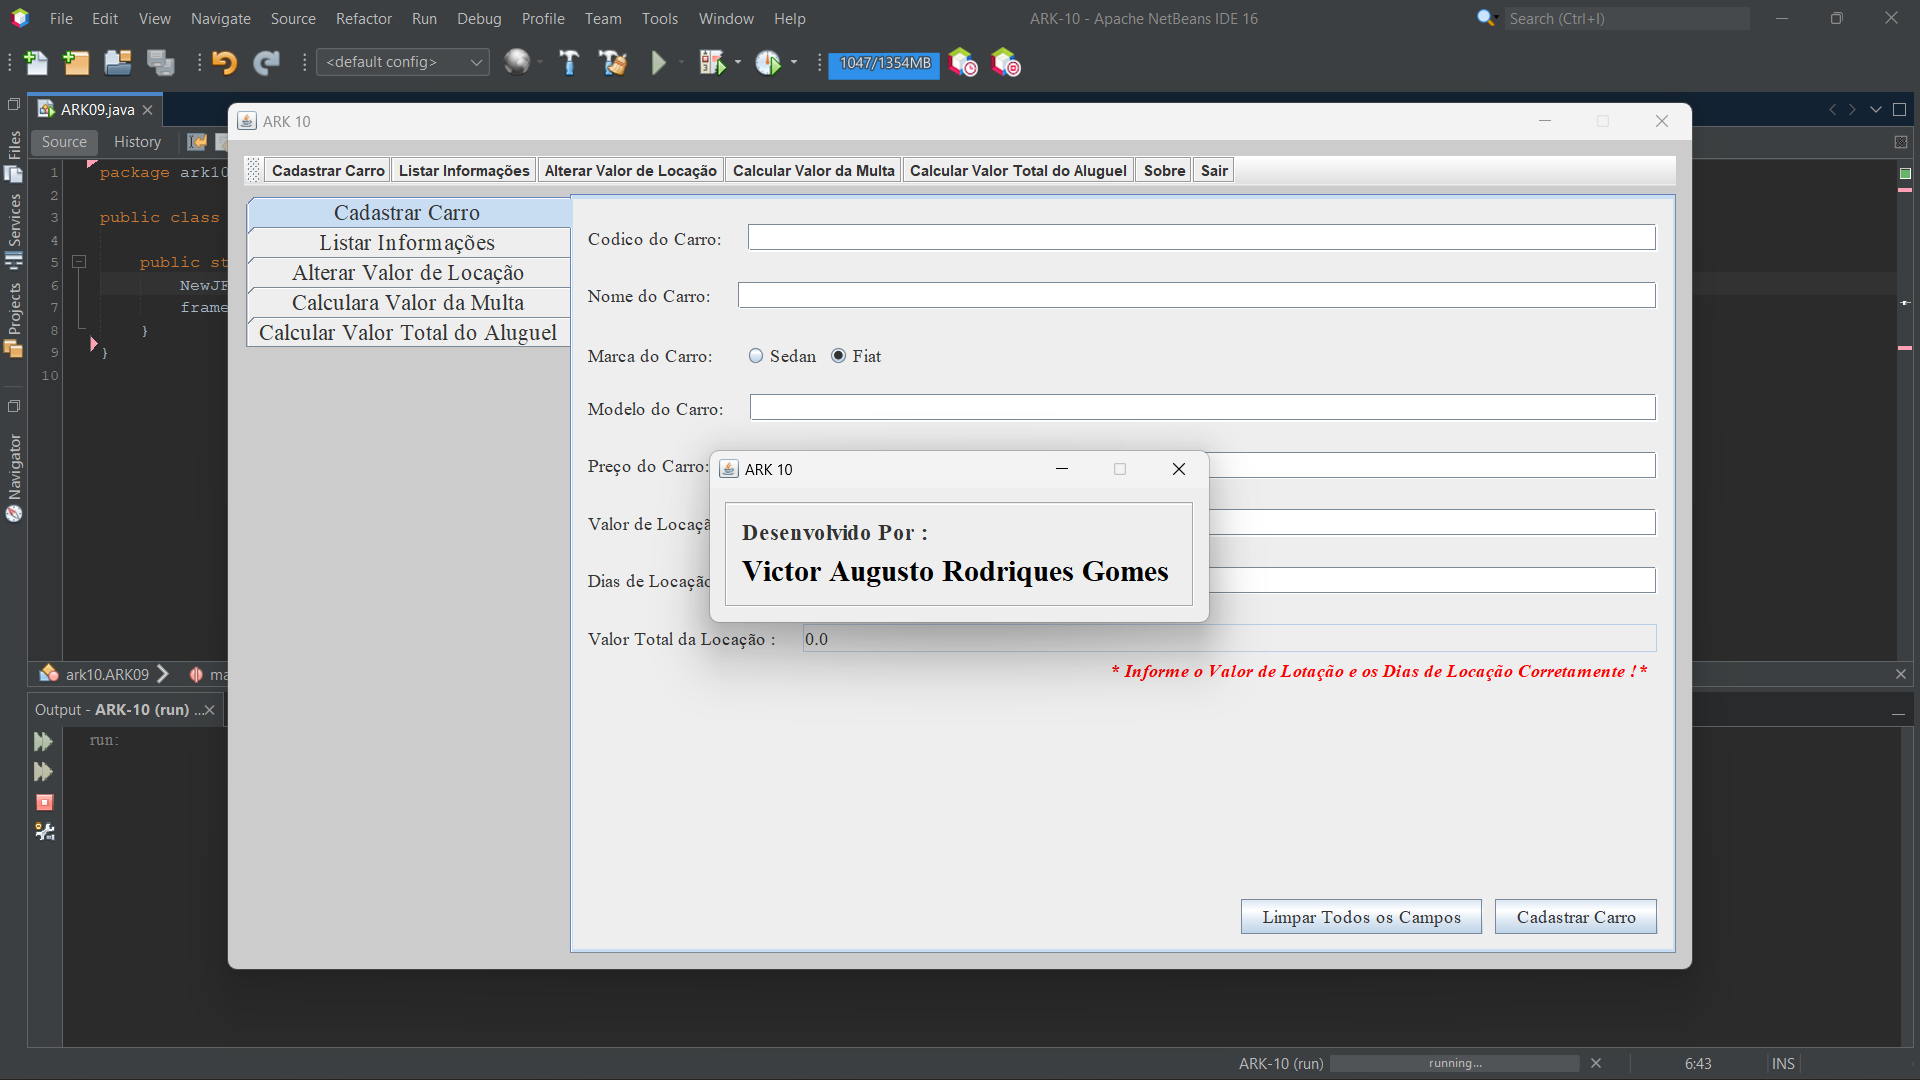 File Edit View Navigate Source Refactor Run Debug Profile Team Tools Window Help
ARK-10 - Apache NetBeans IDE 16
Search (Ctrl+I)
<default config>
1047/1354MB
ARK09.java
Source History
Files
Services
Projects
Navigator
1 package ark10
2
3 public class
4
5 public st
6 NewJF
7 frame
8 }
9 }
10
ark10.ARK09
ma
Output - ARK-10 (run) ...
run:
ARK 10
Cadastrar Carro Listar Informações Alterar Valor de Locação Calcular Valor da Multa Calcular Valor Total do Aluguel Sobre Sair
Cadastrar Carro
Listar Informações
Alterar Valor de Locação
Calculara Valor da Multa
Calcular Valor Total do Aluguel
Codico do Carro:
Nome do Carro:
Marca do Carro: Sedan Fiat
Modelo do Carro:
Preço do Carro:
Valor de Locaçã
Dias de Locação
Valor Total da Locação : 0.0
* Informe o Valor de Lotação e os Dias de Locação Corretamente ! *
Limpar Todos os Campos Cadastrar Carro
ARK 10
Desenvolvido Por :
Victor Augusto Rodriques Gomes
ARK-10 (run) running... 6:43 INS